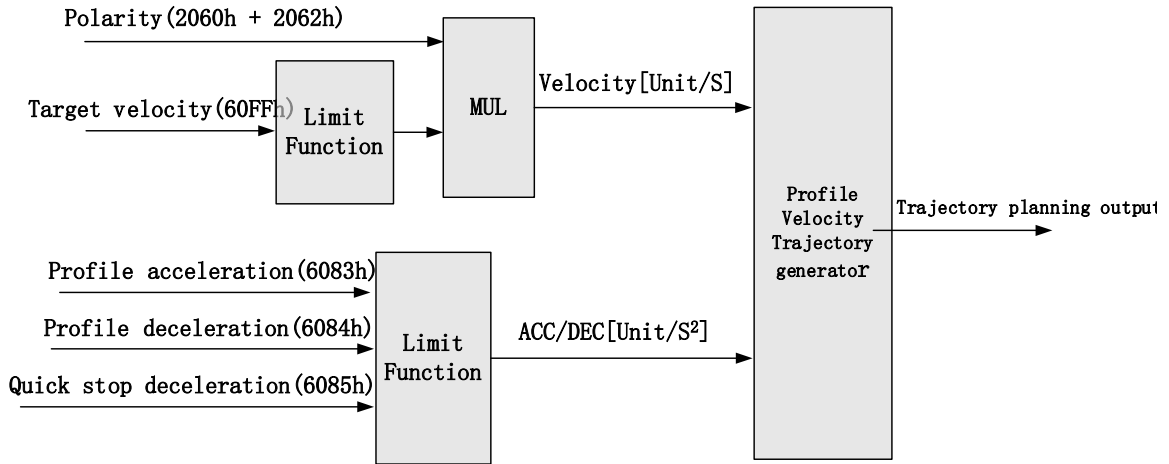 Polarity(2060h + 2062h)
Target velocity(60FFh)
Limit
Function
MUL
Velocity[Unit/S]
Profile
Velocity
Trajectory
generator
Trajectory planning output
Profile acceleration(6083h)
Profile deceleration(6084h)
Quick stop deceleration(6085h)
Limit
Function
ACC/DEC[Unit/S²]